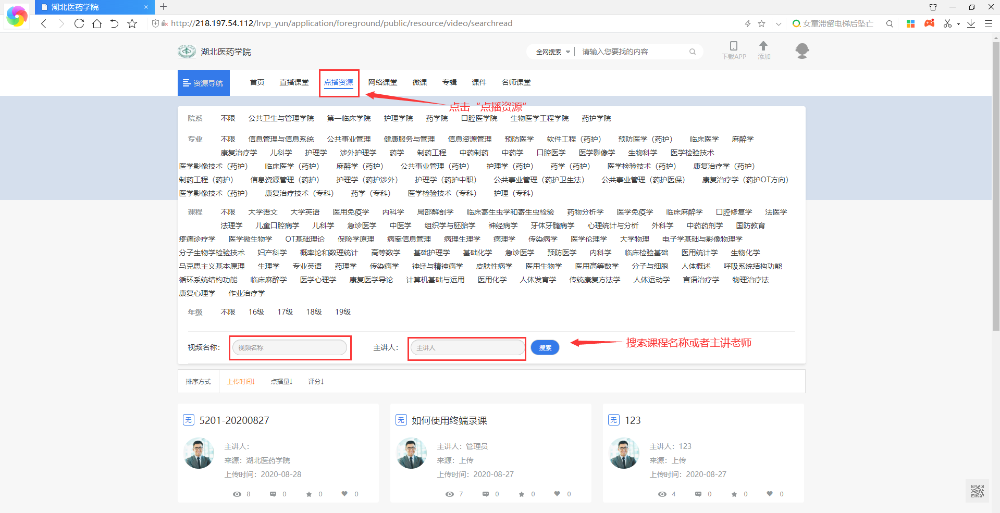 湖北医药学院
http://218.197.54.112/lrvp_yun/application/foreground/public/resource/video/searchread
女童滞留电梯后坠亡
湖北医药学院
全网搜索
请输入您要找的内容
下载APP
添加
资源导航 首页 直播课堂 点播资源 网络课堂 微课 专辑 课件 名师课堂
点击“点播资源”
院系 不限 公共卫生与管理学院 第一临床学院 护理学院 药学院 口腔医学院 生物医学工程学院 药护学院
专业 不限 信息管理与信息系统 公共事业管理 健康服务与管理 信息资源管理 预防医学 软件工程（药护） 预防医学（药护） 临床医学 麻醉学
康复治疗学 儿科学 护理学 涉外护理学 药学 制药工程 中药制药 中药学 口腔医学 医学影像学 生物科学 医学检验技术
医学影像技术（药护） 临床医学（药护） 麻醉学（药护） 公共事业管理（药护） 护理学（药护） 药学（药护） 医学检验技术（药护） 康复治疗学（药护）
制药工程（药护） 信息资源管理（药护） 护理学（药护涉外） 护理学（药护中职） 公共事业管理（药护卫生法） 公共事业管理（药护医保） 康复治疗学（药护OT方向）
医学影像技术（药护） 康复治疗技术（专科） 药学（专科） 医学检验技术（专科） 护理（专科）
课程 不限 大学语文 大学英语 医用免疫学 内科学 局部解剖学 临床寄生虫学和寄生虫检验 药物分析学 医学免疫学 临床麻醉学 口腔修复学 法医学
法理学 儿童口腔病学 儿科学 急诊医学 中医学 组织学与胚胎学 神经病学 牙体牙髓病学 心理统计与分析 外科学 中药药剂学 国防教育
疼痛诊疗学 医学微生物学 OT基础理论 保险学原理 病案信息管理 病理生理学 病理学 传染病学 医学伦理学 大学物理 电子学基础与影像物理学
分子生物学检验技术 妇产科学 概率论和数理统计 高等数学 基础护理学 基础化学 急诊医学 预防医学 内科学 临床检验基础 医用统计学 生物化学
马克思主义基本原理 生理学 专业英语 药理学 传染病学 神经与精神病学 皮肤性病学 医用生物学 医用高等数学 分子与细胞 人体概述 呼吸系统结构功能
循环系统结构功能 临床麻醉学 医学心理学 康复医学导论 计算机基础与运用 医用化学 人体发育学 传统康复方法学 人体运动学 言语治疗学 物理治疗法
康复心理学 作业治疗学
年级 不限 16级 17级 18级 19级
视频名称： 视频名称 主讲人： 主讲人 搜索
搜索课程名称或者主讲老师
排序方式 上传时间↓ 点播量↓ 评分↓
无 5201-20200827
主讲人：
来源：湖北医药学院
上传时间：2020-08-28
8 0 0 0
无 如何使用终端录课
主讲人：管理员
来源：上传
上传时间：2020-08-27
7 0 0 0
无 123
主讲人：123
来源：上传
上传时间：2020-08-27
4 0 0 0